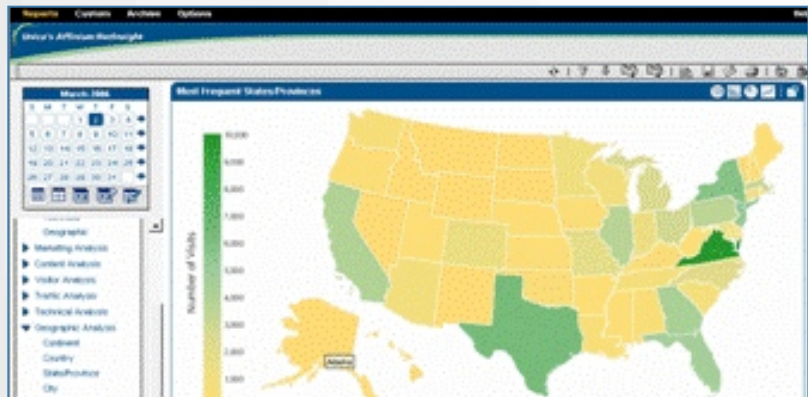 Reports Custom Archive Options
Unica's Affinium NetInsight
March 2006
S M T W T F S
1 2 3 4
5 6 7 8 9 10 11
12 13 14 15 16 17 18
19 20 21 22 23 24 25
26 27 28 29 30 31
Geographic
Marketing Analysis
Content Analysis
Visitor Analysis
Traffic Analysis
Technical Analysis
Geographic Analysis
Continent
Country
State/Province
City
Most Frequent States/Provinces
Number of Visits
10,000
9,000
8,000
7,000
6,000
5,000
4,000
3,000
2,000
1,000
Alaska